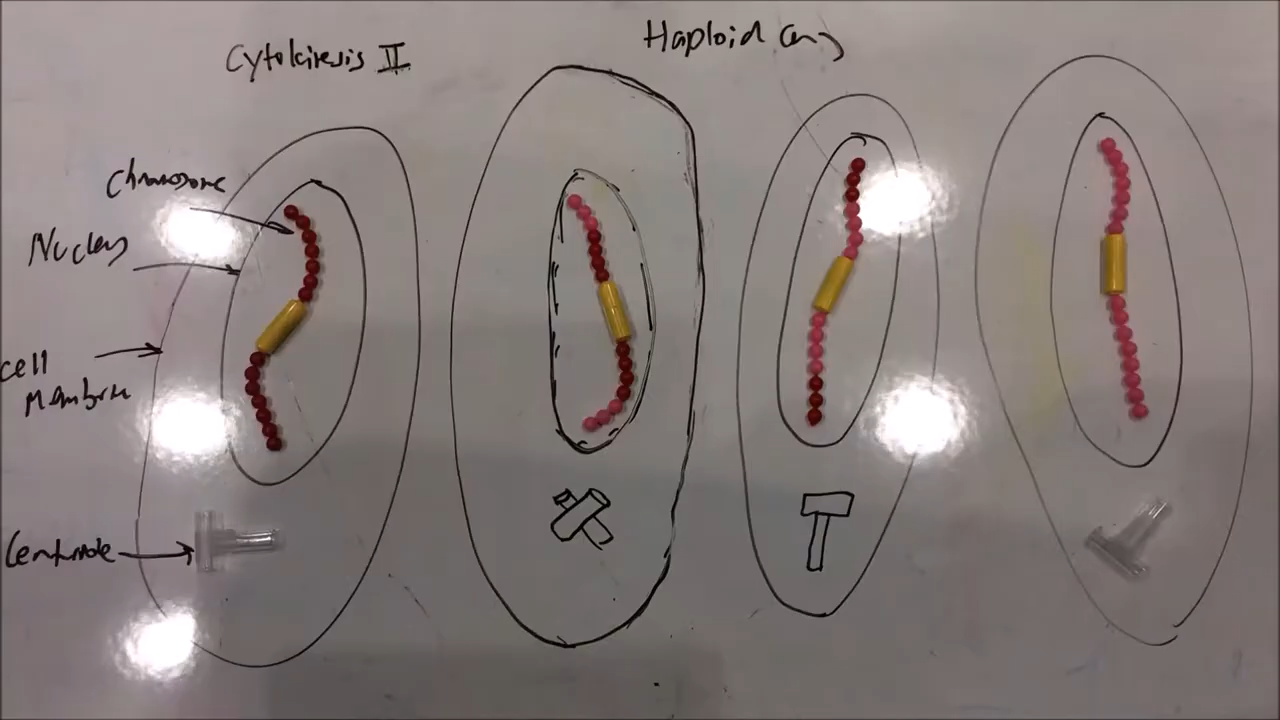 Cytokinesis II
Haploid
Chromosome
Nucleus
cell
Membrane
Centriole